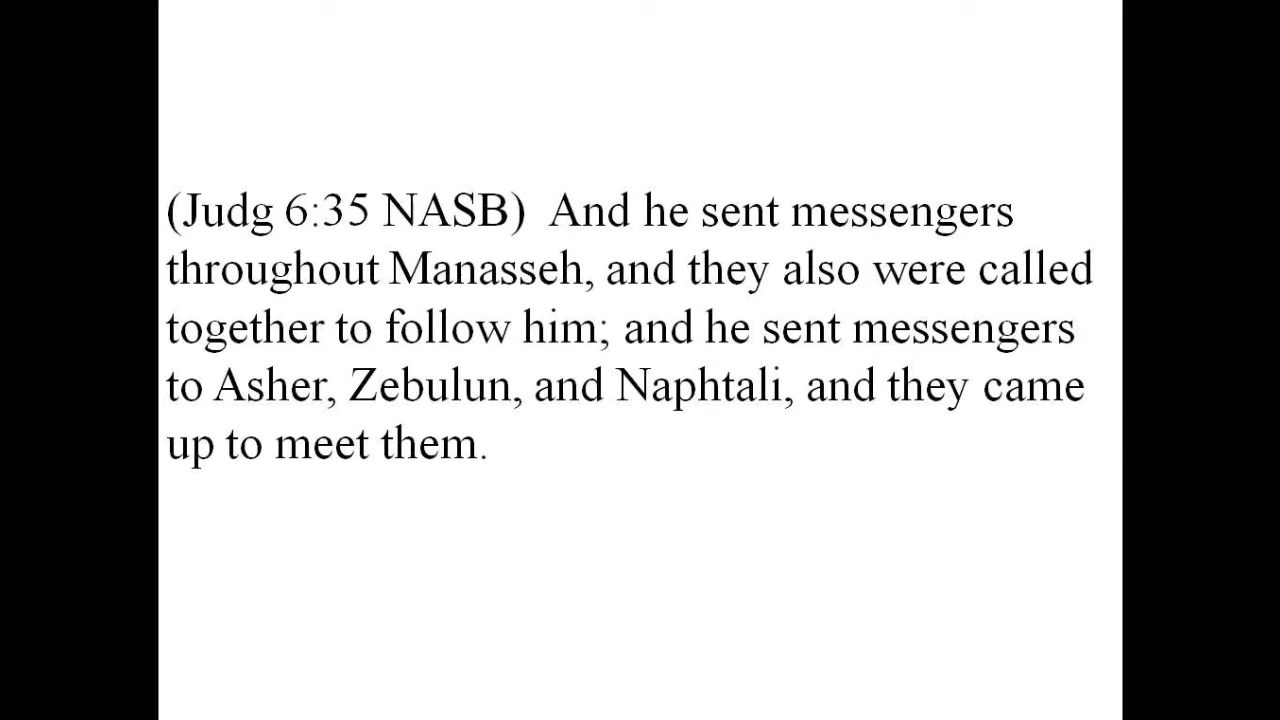 (Judg 6:35 NASB)  And he sent messengers
throughout Manasseh, and they also were called
together to follow him; and he sent messengers
to Asher, Zebulun, and Naphtali, and they came
up to meet them.